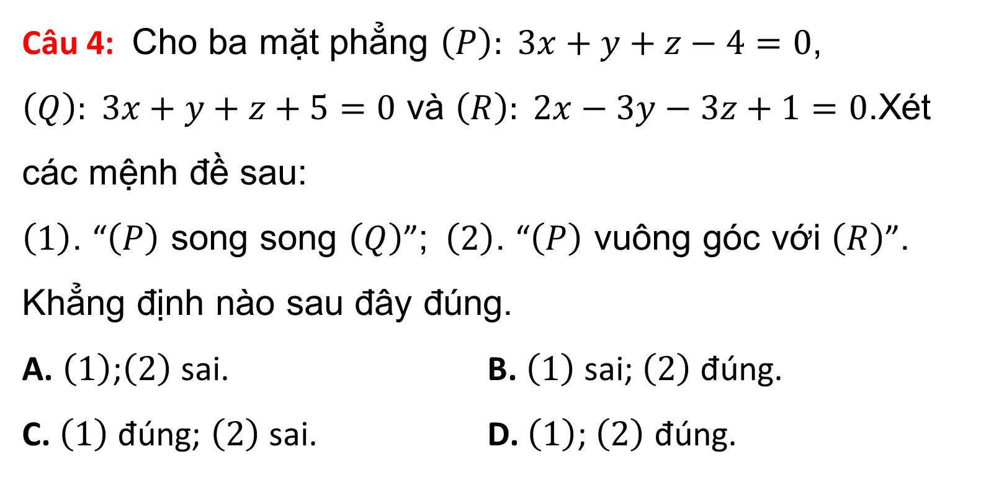 Câu 4: Cho ba mặt phẳng (P): 3x + y + z − 4 = 0,
(Q): 3x + y + z + 5 = 0 và (R): 2x − 3y − 3z + 1 = 0.Xét
các mệnh đề sau:
(1). “(P) song song (Q)”; (2). “(P) vuông góc với (R)”.
Khẳng định nào sau đây đúng.
A. (1);(2) sai. B. (1) sai; (2) đúng.
C. (1) đúng; (2) sai. D. (1); (2) đúng.